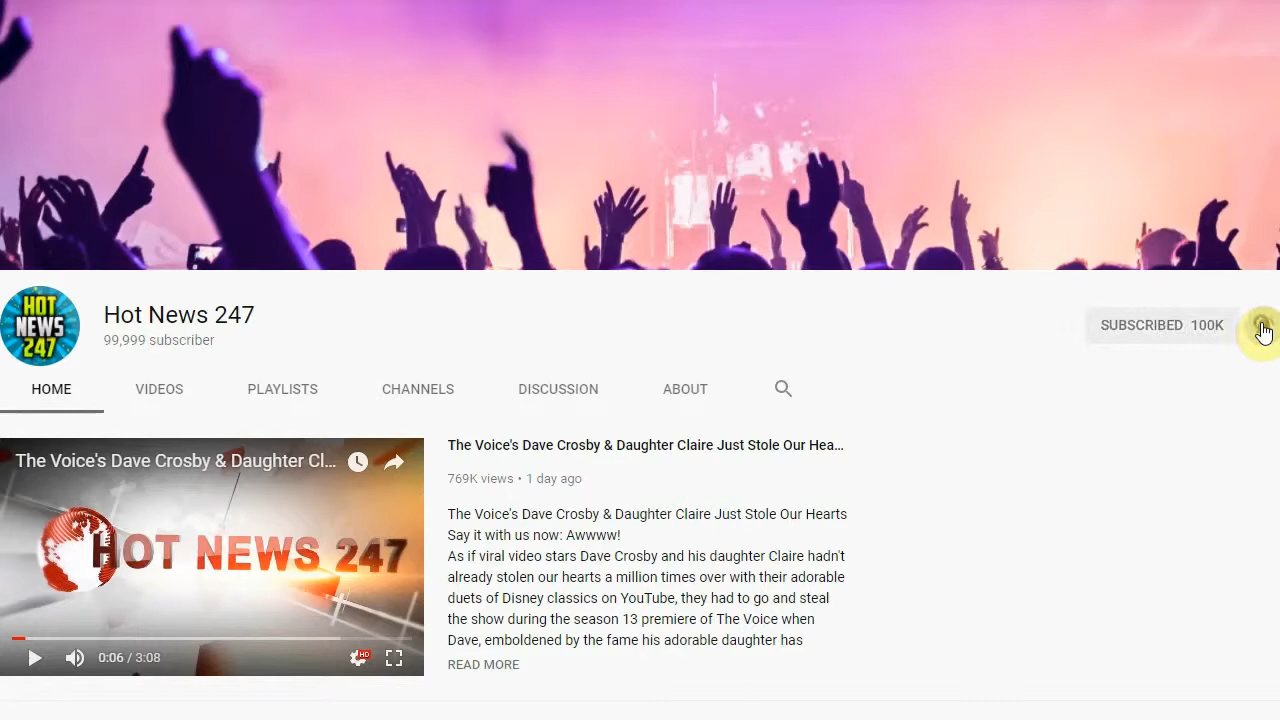 HOT
NEWS
247
Hot News 247
99,999 subscriber
SUBSCRIBED 100K
HOME VIDEOS PLAYLISTS CHANNELS DISCUSSION ABOUT
The Voice's Dave Crosby & Daughter Cl...
HOT NEWS 247
0:06 / 3:08
HD
The Voice's Dave Crosby & Daughter Claire Just Stole Our Hea...
769K views • 1 day ago
The Voice's Dave Crosby & Daughter Claire Just Stole Our Hearts
Say it with us now: Awwww!
As if viral video stars Dave Crosby and his daughter Claire hadn't
already stolen our hearts a million times over with their adorable
duets of Disney classics on YouTube, they had to go and steal
the show during the season 13 premiere of The Voice when
Dave, emboldened by the fame his adorable daughter has
READ MORE